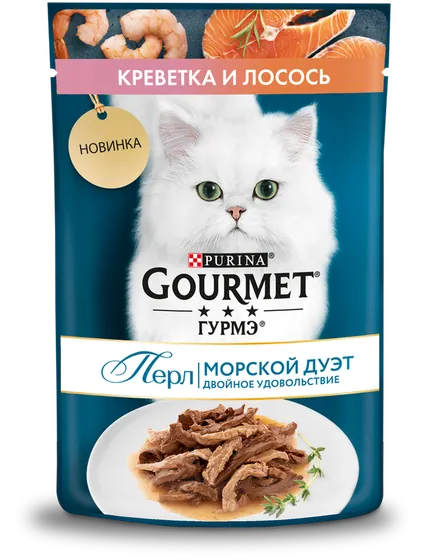 КРЕВЕТКА И ЛОСОСЬ
НОВИНКА
PURINA®
GOURMET®
ГУРМЭ®
Перл
МОРСКОЙ ДУЭТ
ДВОЙНОЕ УДОВОЛЬСТВИЕ